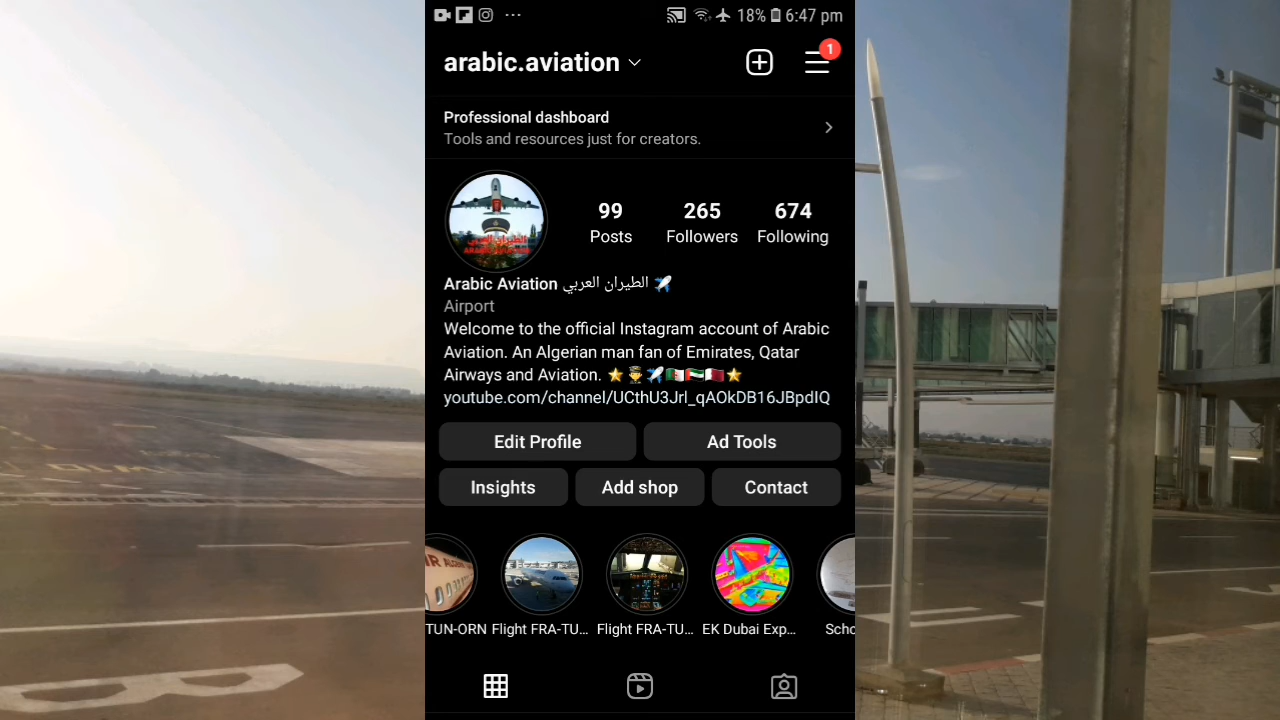 18% 6:47 pm
arabic.aviation
1
Professional dashboard
Tools and resources just for creators.
99 265 674
Posts Followers Following
الطيران العربي
Arabic Aviation الطيران العربي
Airport
Welcome to the official Instagram account of Arabic
Aviation. An Algerian man fan of Emirates, Qatar
Airways and Aviation. ⭐👨‍✈️✈️🇩🇿🇦🇪🇶🇦⭐
youtube.com/channel/UCthU3Jrl_qAOkDB16JBpdIQ
Edit Profile Ad Tools
Insights Add shop Contact
TUN-ORN Flight FRA-TU... Flight FRA-TU... EK Dubai Exp... Scho